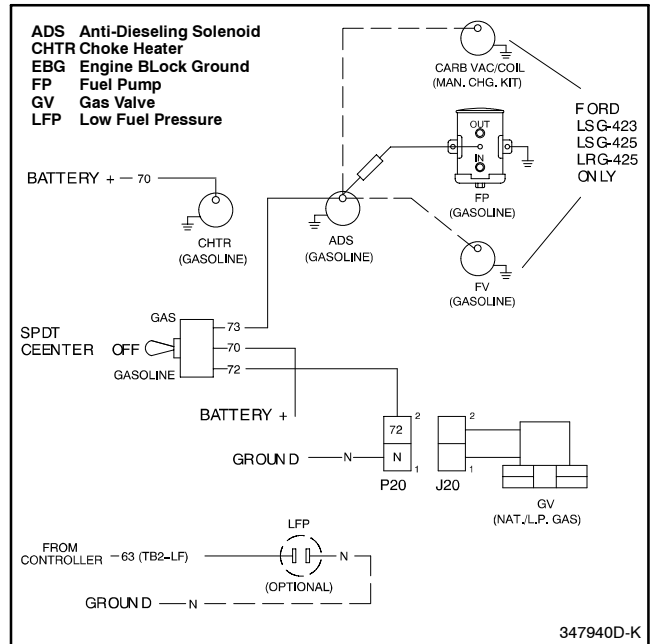 ADS Anti-Dieseling Solenoid
CHTR Choke Heater
EBG Engine BLock Ground
FP Fuel Pump
GV Gas Valve
LFP Low Fuel Pressure
CARB VAC/COIL
(MAN. CHG. KIT)
FORD
LSG-423
LSG-425
LRG-425
ONLY
OUT
IN
FP
(GASOLINE)
BATTERY + 70
CHTR
(GASOLINE)
ADS
(GASOLINE)
FV
(GASOLINE)
GAS
SPDT
CEENTER OFF
GASOLINE
73
70
72
BATTERY +
GROUND N
72 2
N 1
P20
2
1
J20
GV
(NAT./L.P. GAS)
LFP
FROM
CONTROLLER 63 (TB2-LF) N
(OPTIONAL)
GROUND N
347940D-K